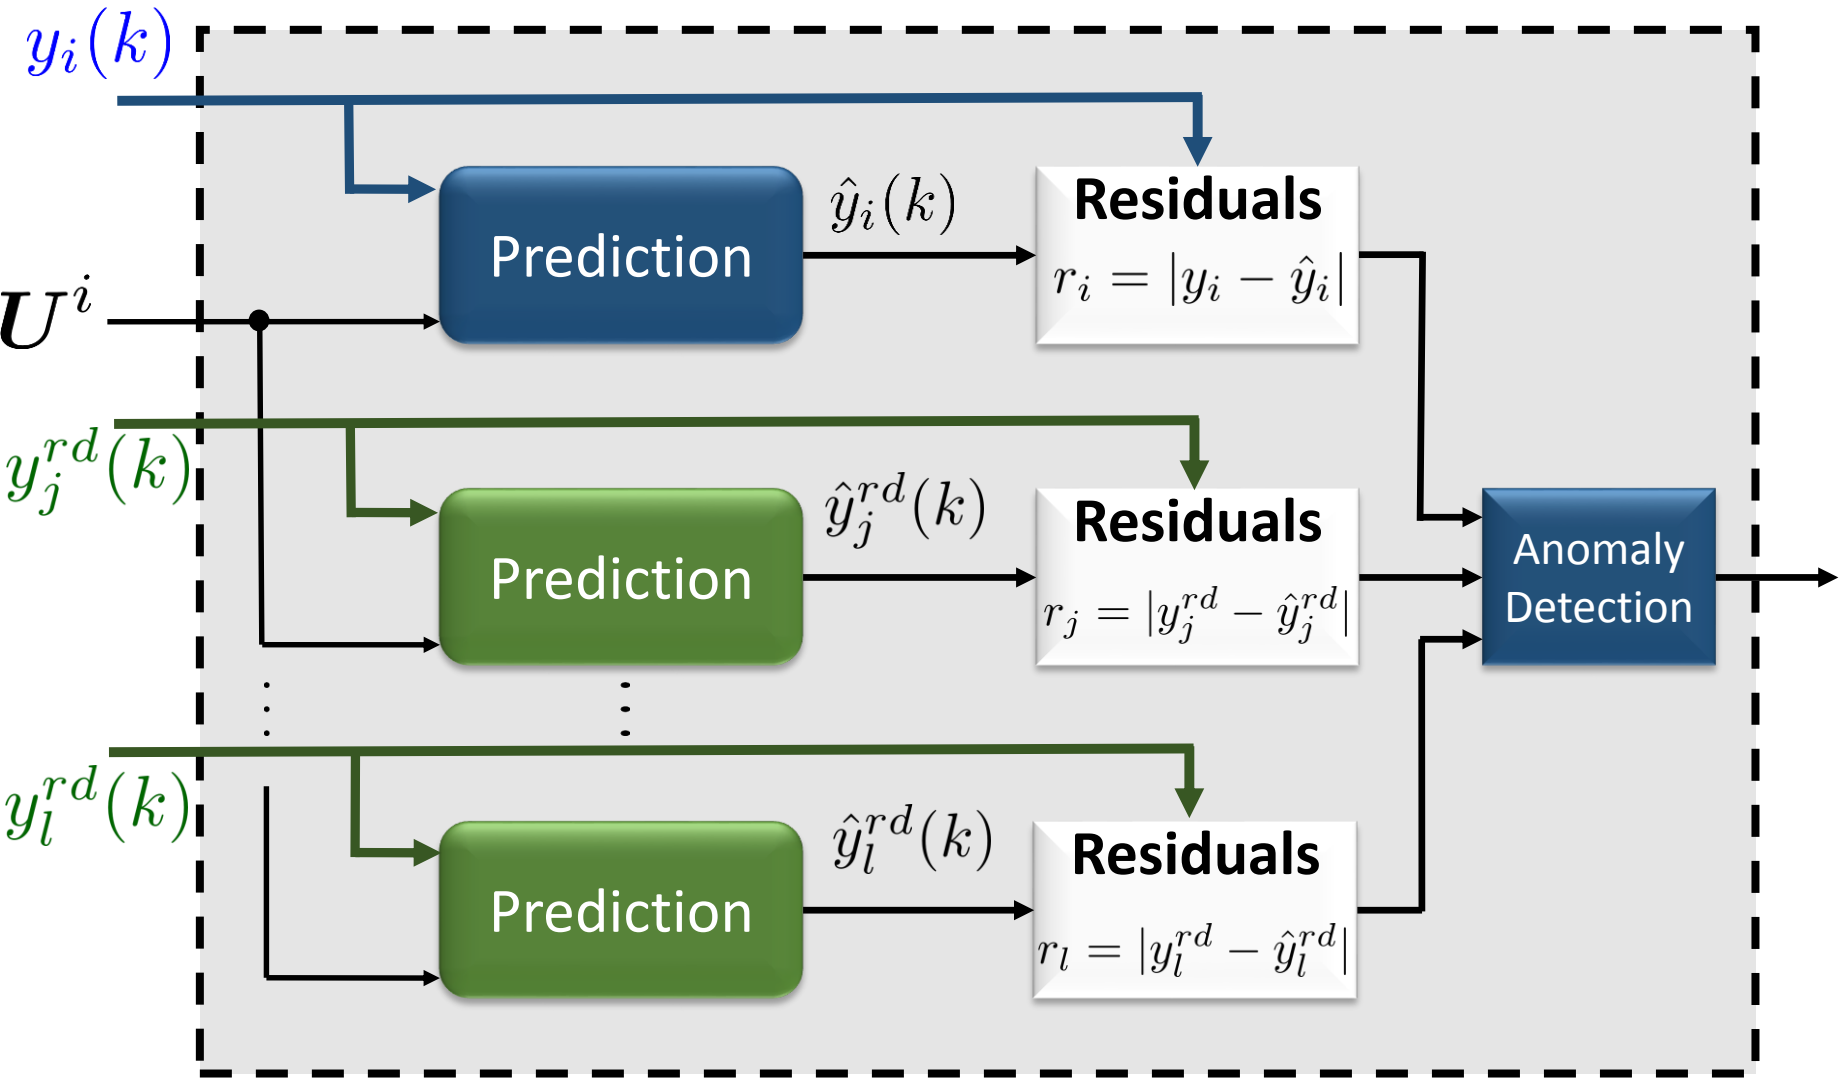 y_i(k)
Prediction
ŷ_i(k)
Residuals
r_i = |y_i − ŷ_i|
U^i
y_j^{rd}(k)
Prediction
ŷ_j^{rd}(k)
Residuals
r_j = |y_j^{rd} − ŷ_j^{rd}|
Anomaly
Detection
y_l^{rd}(k)
Prediction
ŷ_l^{rd}(k)
Residuals
r_l = |y_l^{rd} − ŷ_l^{rd}|